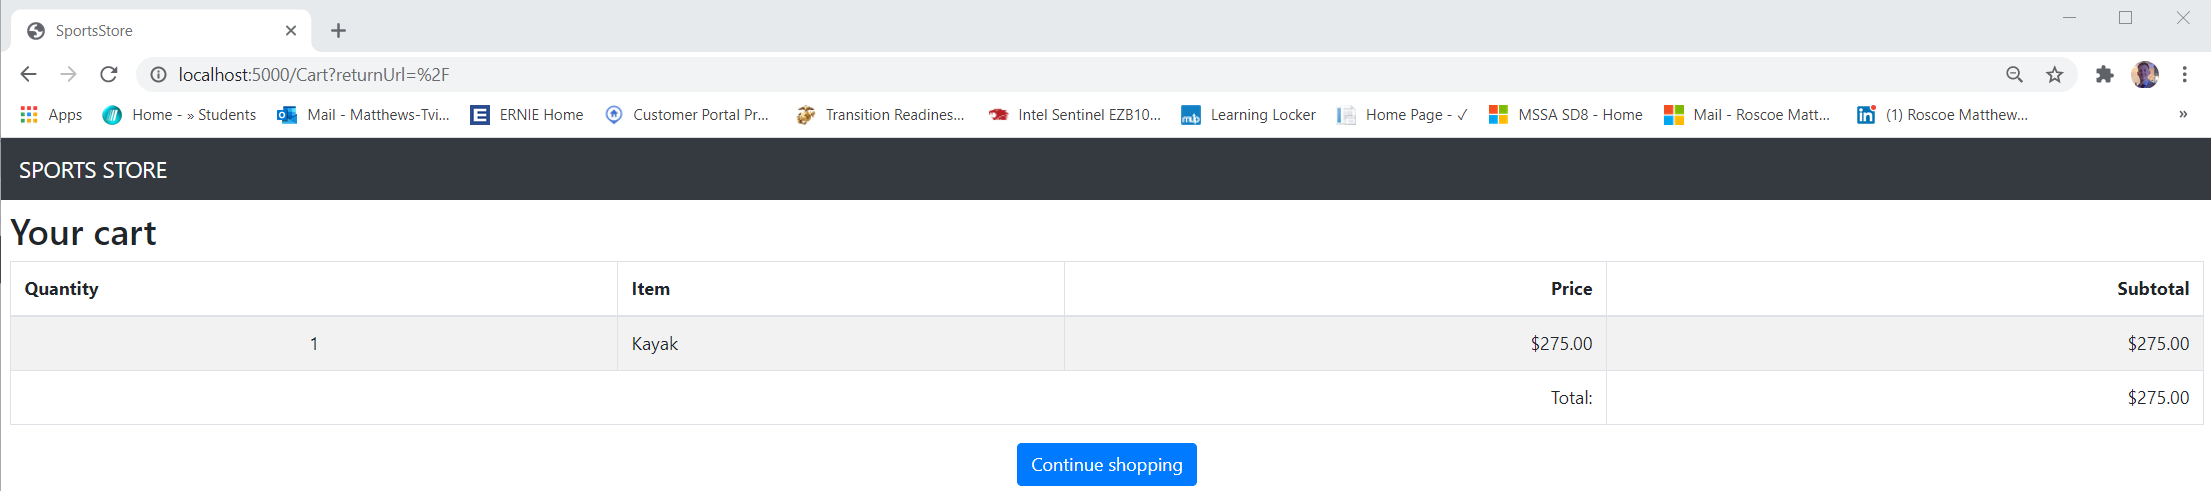 SportsStore
localhost:5000/Cart?returnUrl=%2F
Apps Home - » Students Mail - Matthews-Tvi... ERNIE Home Customer Portal Pr... Transition Readines... Intel Sentinel EZB10... Learning Locker Home Page - ✓ MSSA SD8 - Home Mail - Roscoe Matt... (1) Roscoe Matthew... »
SPORTS STORE
Your cart
Quantity Item Price Subtotal
1 Kayak $275.00 $275.00
Total: $275.00
Continue shopping